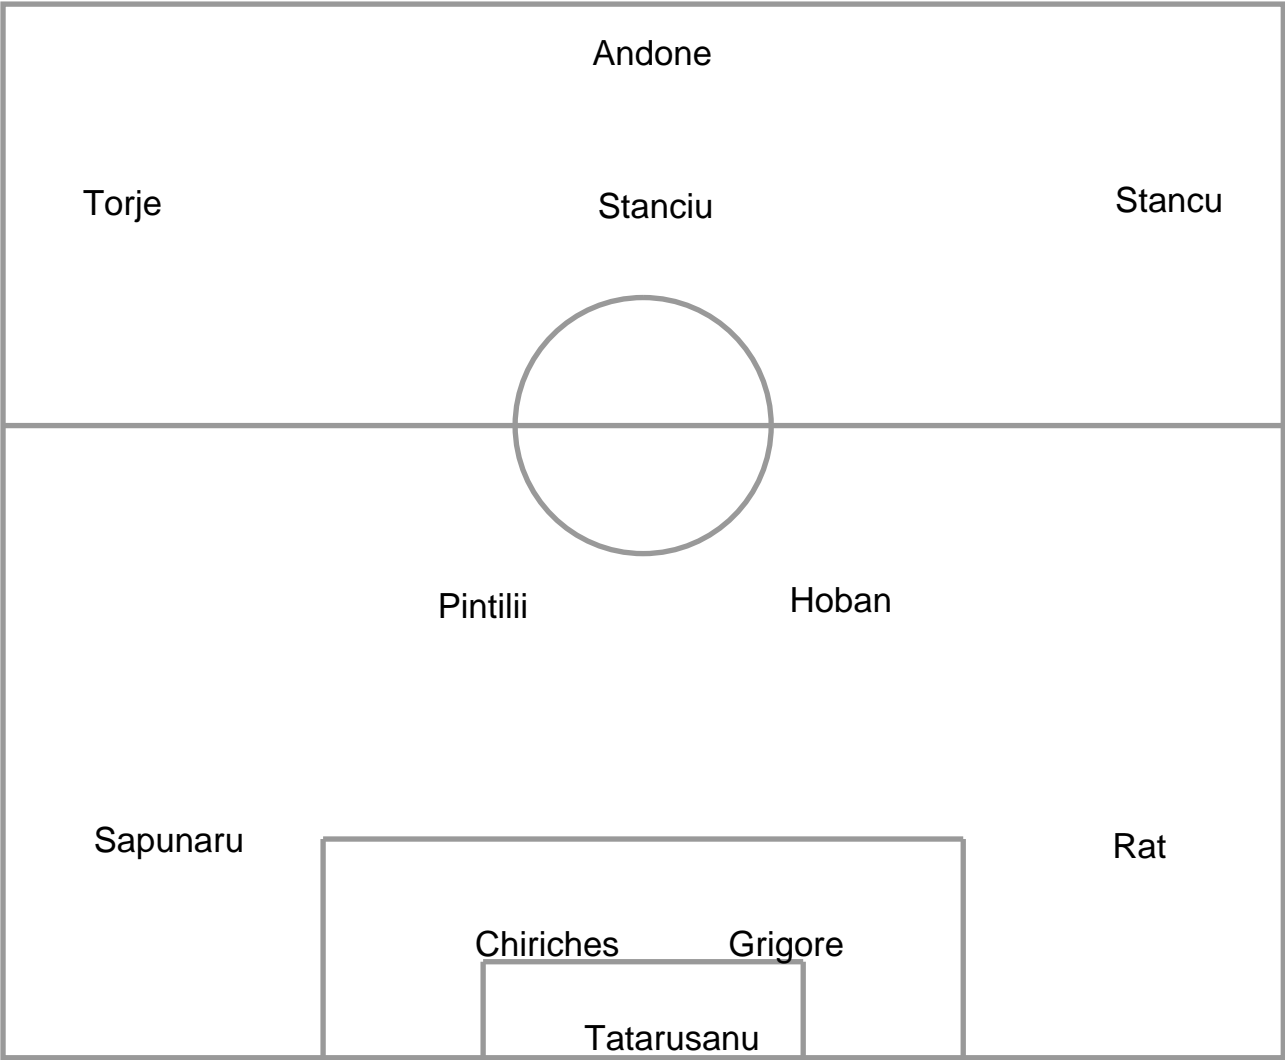 Andone
Torje Stanciu Stancu
Pintilii Hoban
Sapunaru Rat
Chiriches Grigore
Tatarusanu